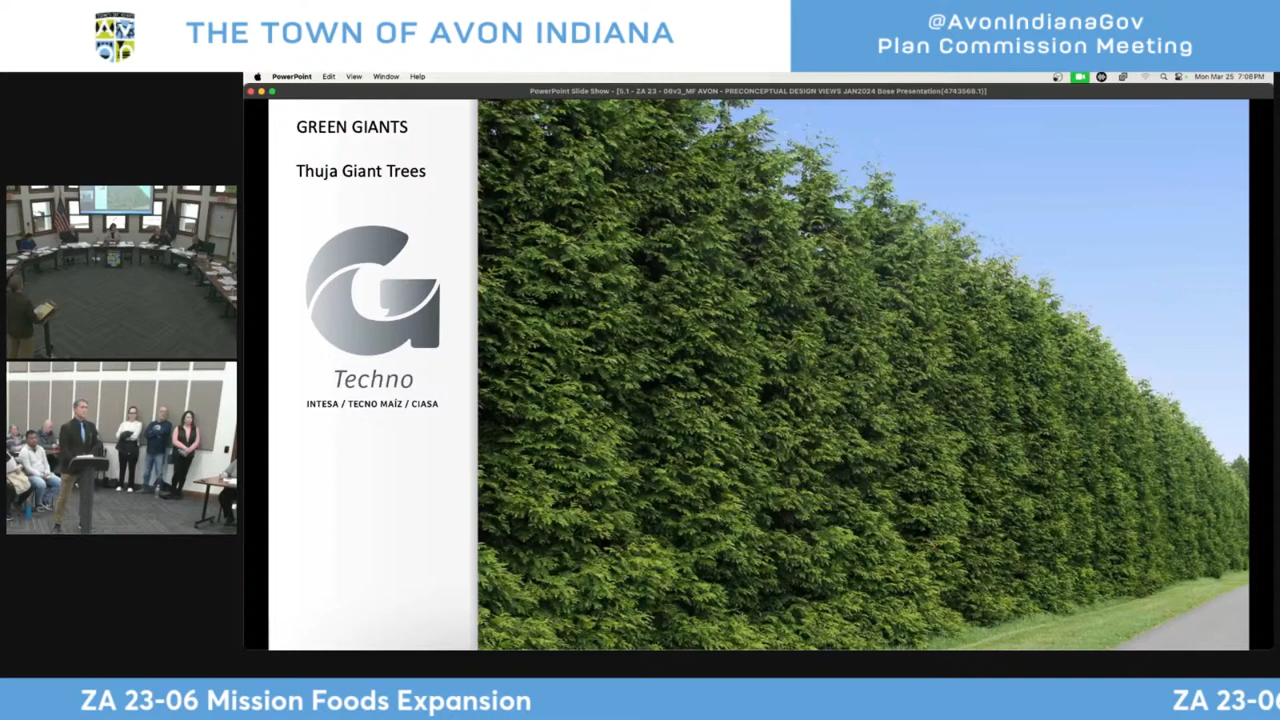 THE TOWN OF AVON INDIANA
@AvonIndianaGov
Plan Commission Meeting
PowerPoint Edit View Window Help
Mon Mar 25 7:08 PM
PowerPoint Slide Show - [5.1 - ZA 23 - 06v3_MF AVON - PRECONCEPTUAL DESIGN VIEWS JAN2024 Bose Presentation(4743568.1)]
GREEN GIANTS
Thuja Giant Trees
Techno
INTESA / TECNO MAÍZ / CIASA
ZA 23-06 Mission Foods Expansion
ZA 23-0